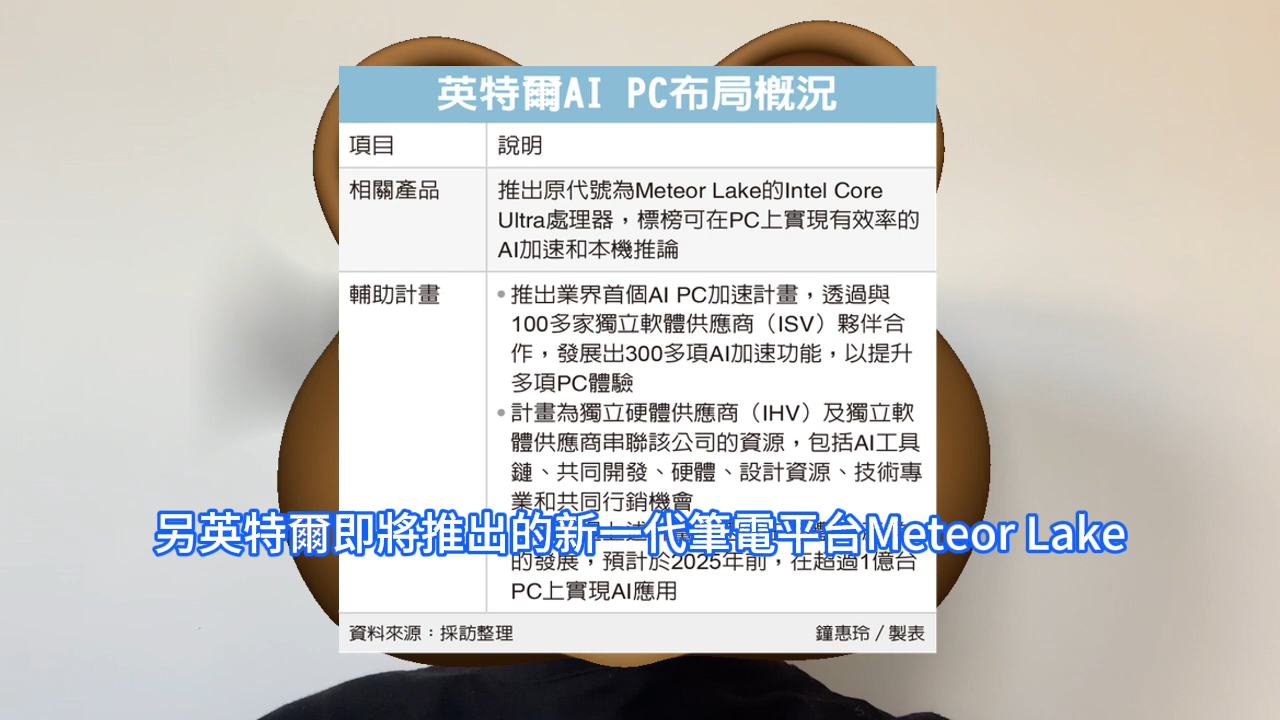 英特爾AI PC布局概況
項目
說明
相關產品
推出原代號為Meteor Lake的Intel Core
Ultra處理器，標榜可在PC上實現有效率的
AI加速和本機推論
輔助計畫
•推出業界首個AI PC加速計畫，透過與
100多家獨立軟體供應商（ISV）夥伴合
作，發展出300多項AI加速功能，以提升
多項PC體驗
•計畫為獨立硬體供應商（IHV）及獨立軟
體供應商串聯該公司的資源，包括AI工具
鏈、共同開發、硬體、設計資源、技術專
業和共同行銷機會
另英特爾即將推出的新一代筆電平台Meteor Lake
的發展，預計於2025年前，在超過1億台
PC上實現AI應用
資料來源：採訪整理
鐘惠玲／製表